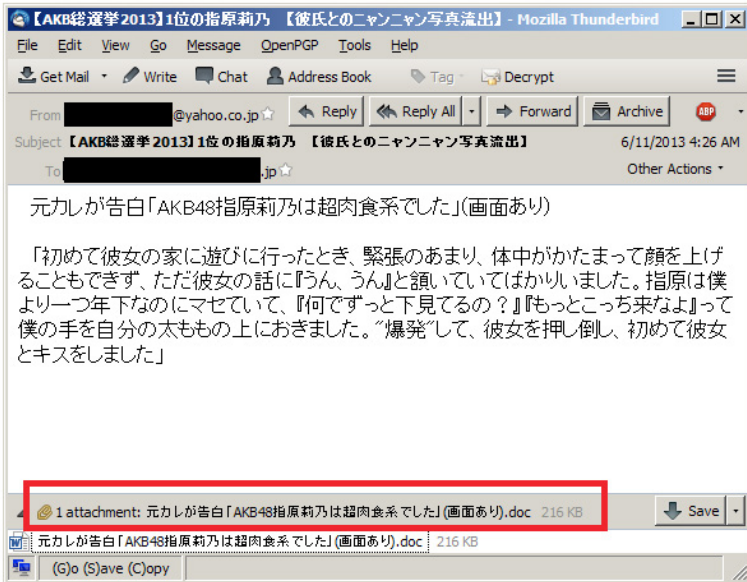 【AKB総選挙2013】1位の指原莉乃 【彼氏とのニャンニャン写真流出】 - Mozilla Thunderbird
File Edit View Go Message OpenPGP Tools Help
Get Mail Write Chat Address Book Tag Decrypt
From @yahoo.co.jp Reply Reply All Forward Archive ABP
Subject 【AKB総選挙2013】1位の指原莉乃 【彼氏とのニャンニャン写真流出】 6/11/2013 4:26 AM
To .jp Other Actions
元カレが告白「AKB48指原莉乃は超肉食系でした」(画面あり)
「初めて彼女の家に遊びに行ったとき、緊張のあまり、体中がかたまって顔を上げ
ることもできず、ただ彼女の話に『うん、うん』と頷いていてばかりいました。指原は僕
より一つ年下なのにマセていて、『何でずっと下見てるの？』『もっとこっち来なよ』って
僕の手を自分の太ももの上におきました。“爆発”して、彼女を押し倒し、初めて彼女
とキスをしました」
1 attachment: 元カレが告白「AKB48指原莉乃は超肉食系でした」(画面あり).doc 216 KB Save
元カレが告白「AKB48指原莉乃は超肉食系でした」(画面あり).doc 216 KB
(G)o (S)ave (C)opy